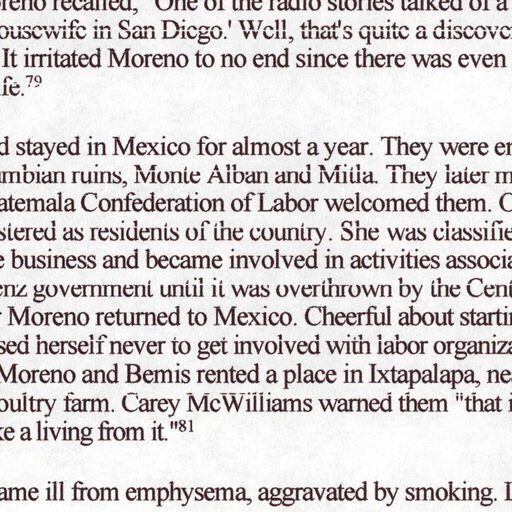 reno recalled, "One of the radio stories talked of a
ousewife in San Diego.' Well, that's quite a discove
It irritated Moreno to no end since there was even
ife.79
d stayed in Mexico for almost a year. They were en
mbian ruins, Monte Alban and Mitla. They later m
atemala Confederation of Labor welcomed them. O
stered as residents of the country. She was classifie
e business and became involved in activities associa
enz government until it was overthrown by the Cent
Moreno returned to Mexico. Cheerful about starti
sed herself never to get involved with labor organiza
Moreno and Bemis rented a place in Ixtapalapa, ne
oultry farm. Carey McWilliams warned them "that i
ke a living from it."81
ame ill from emphysema, aggravated by smoking.